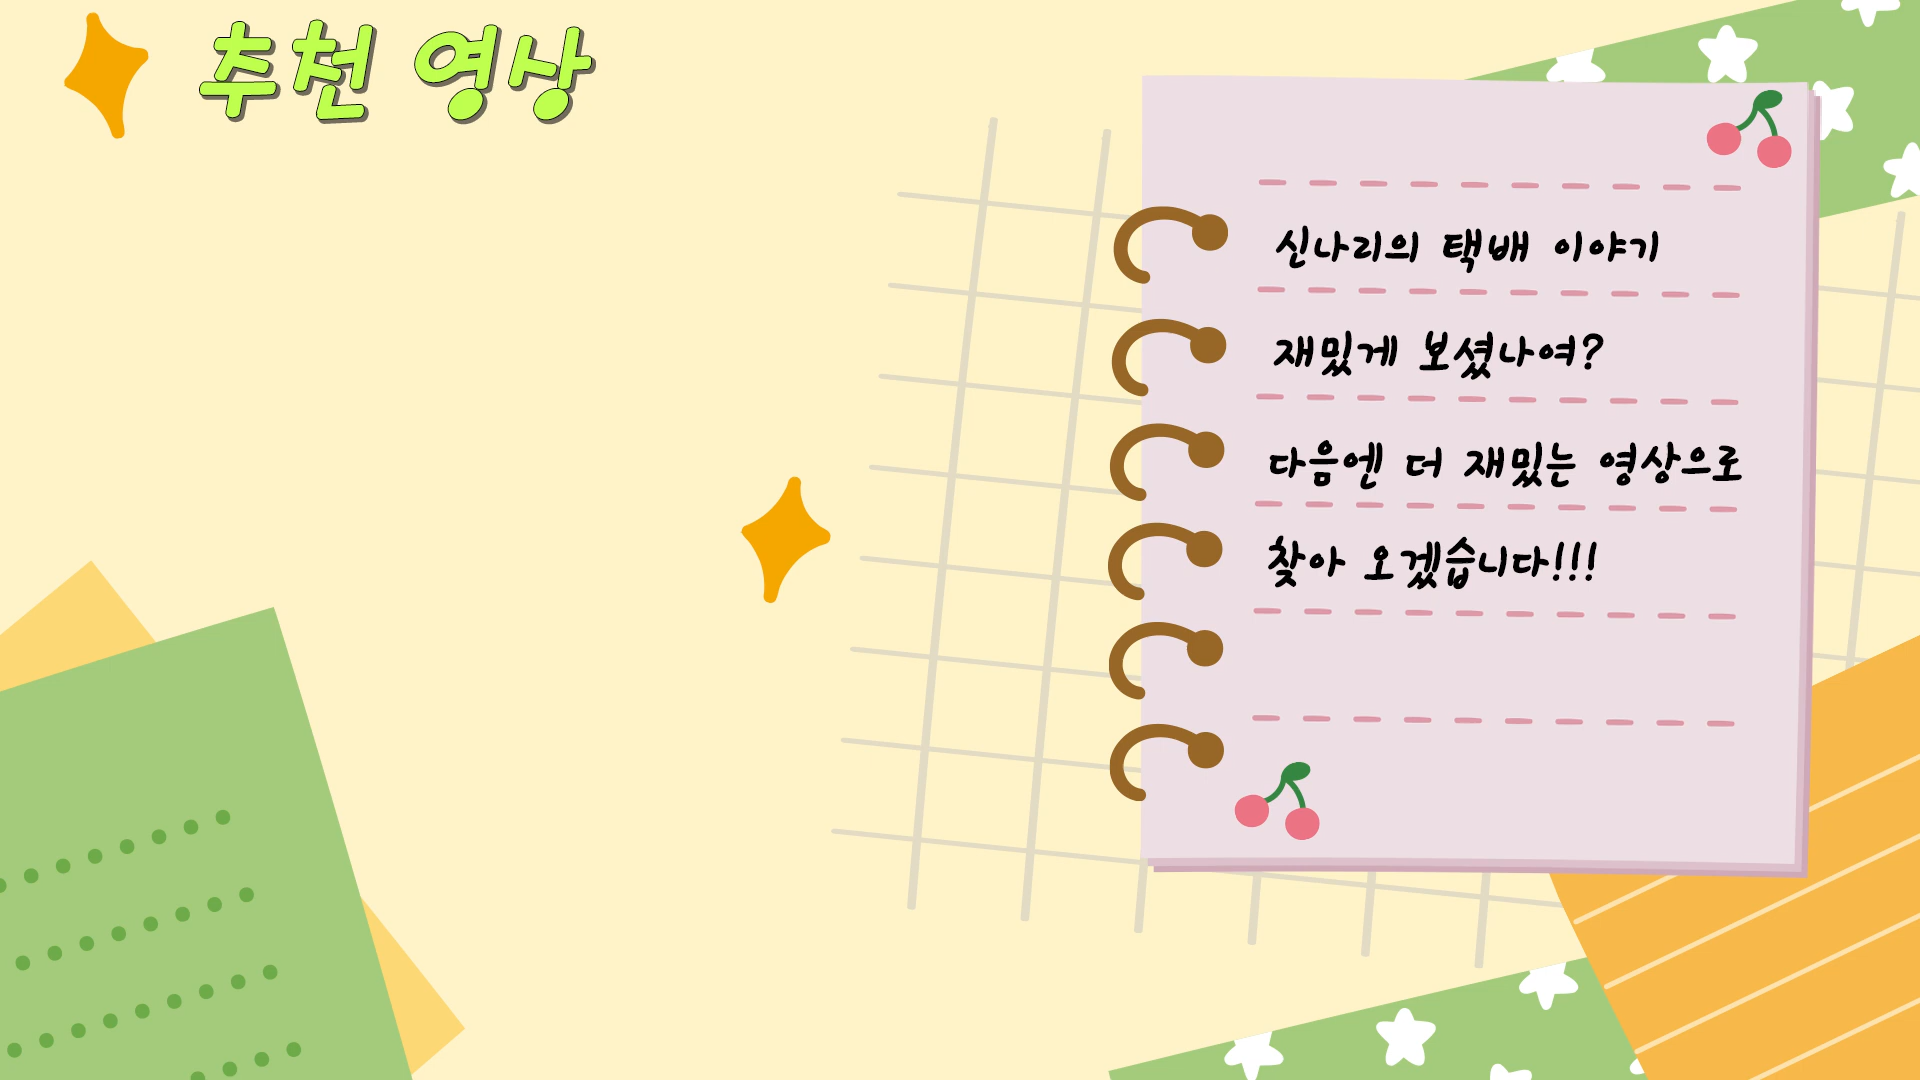 추천 영상
신나리의 택배 이야기
재밌게 보셨나여?
다음엔 더 재밌는 영상으로
찾아 오겠습니다!!!